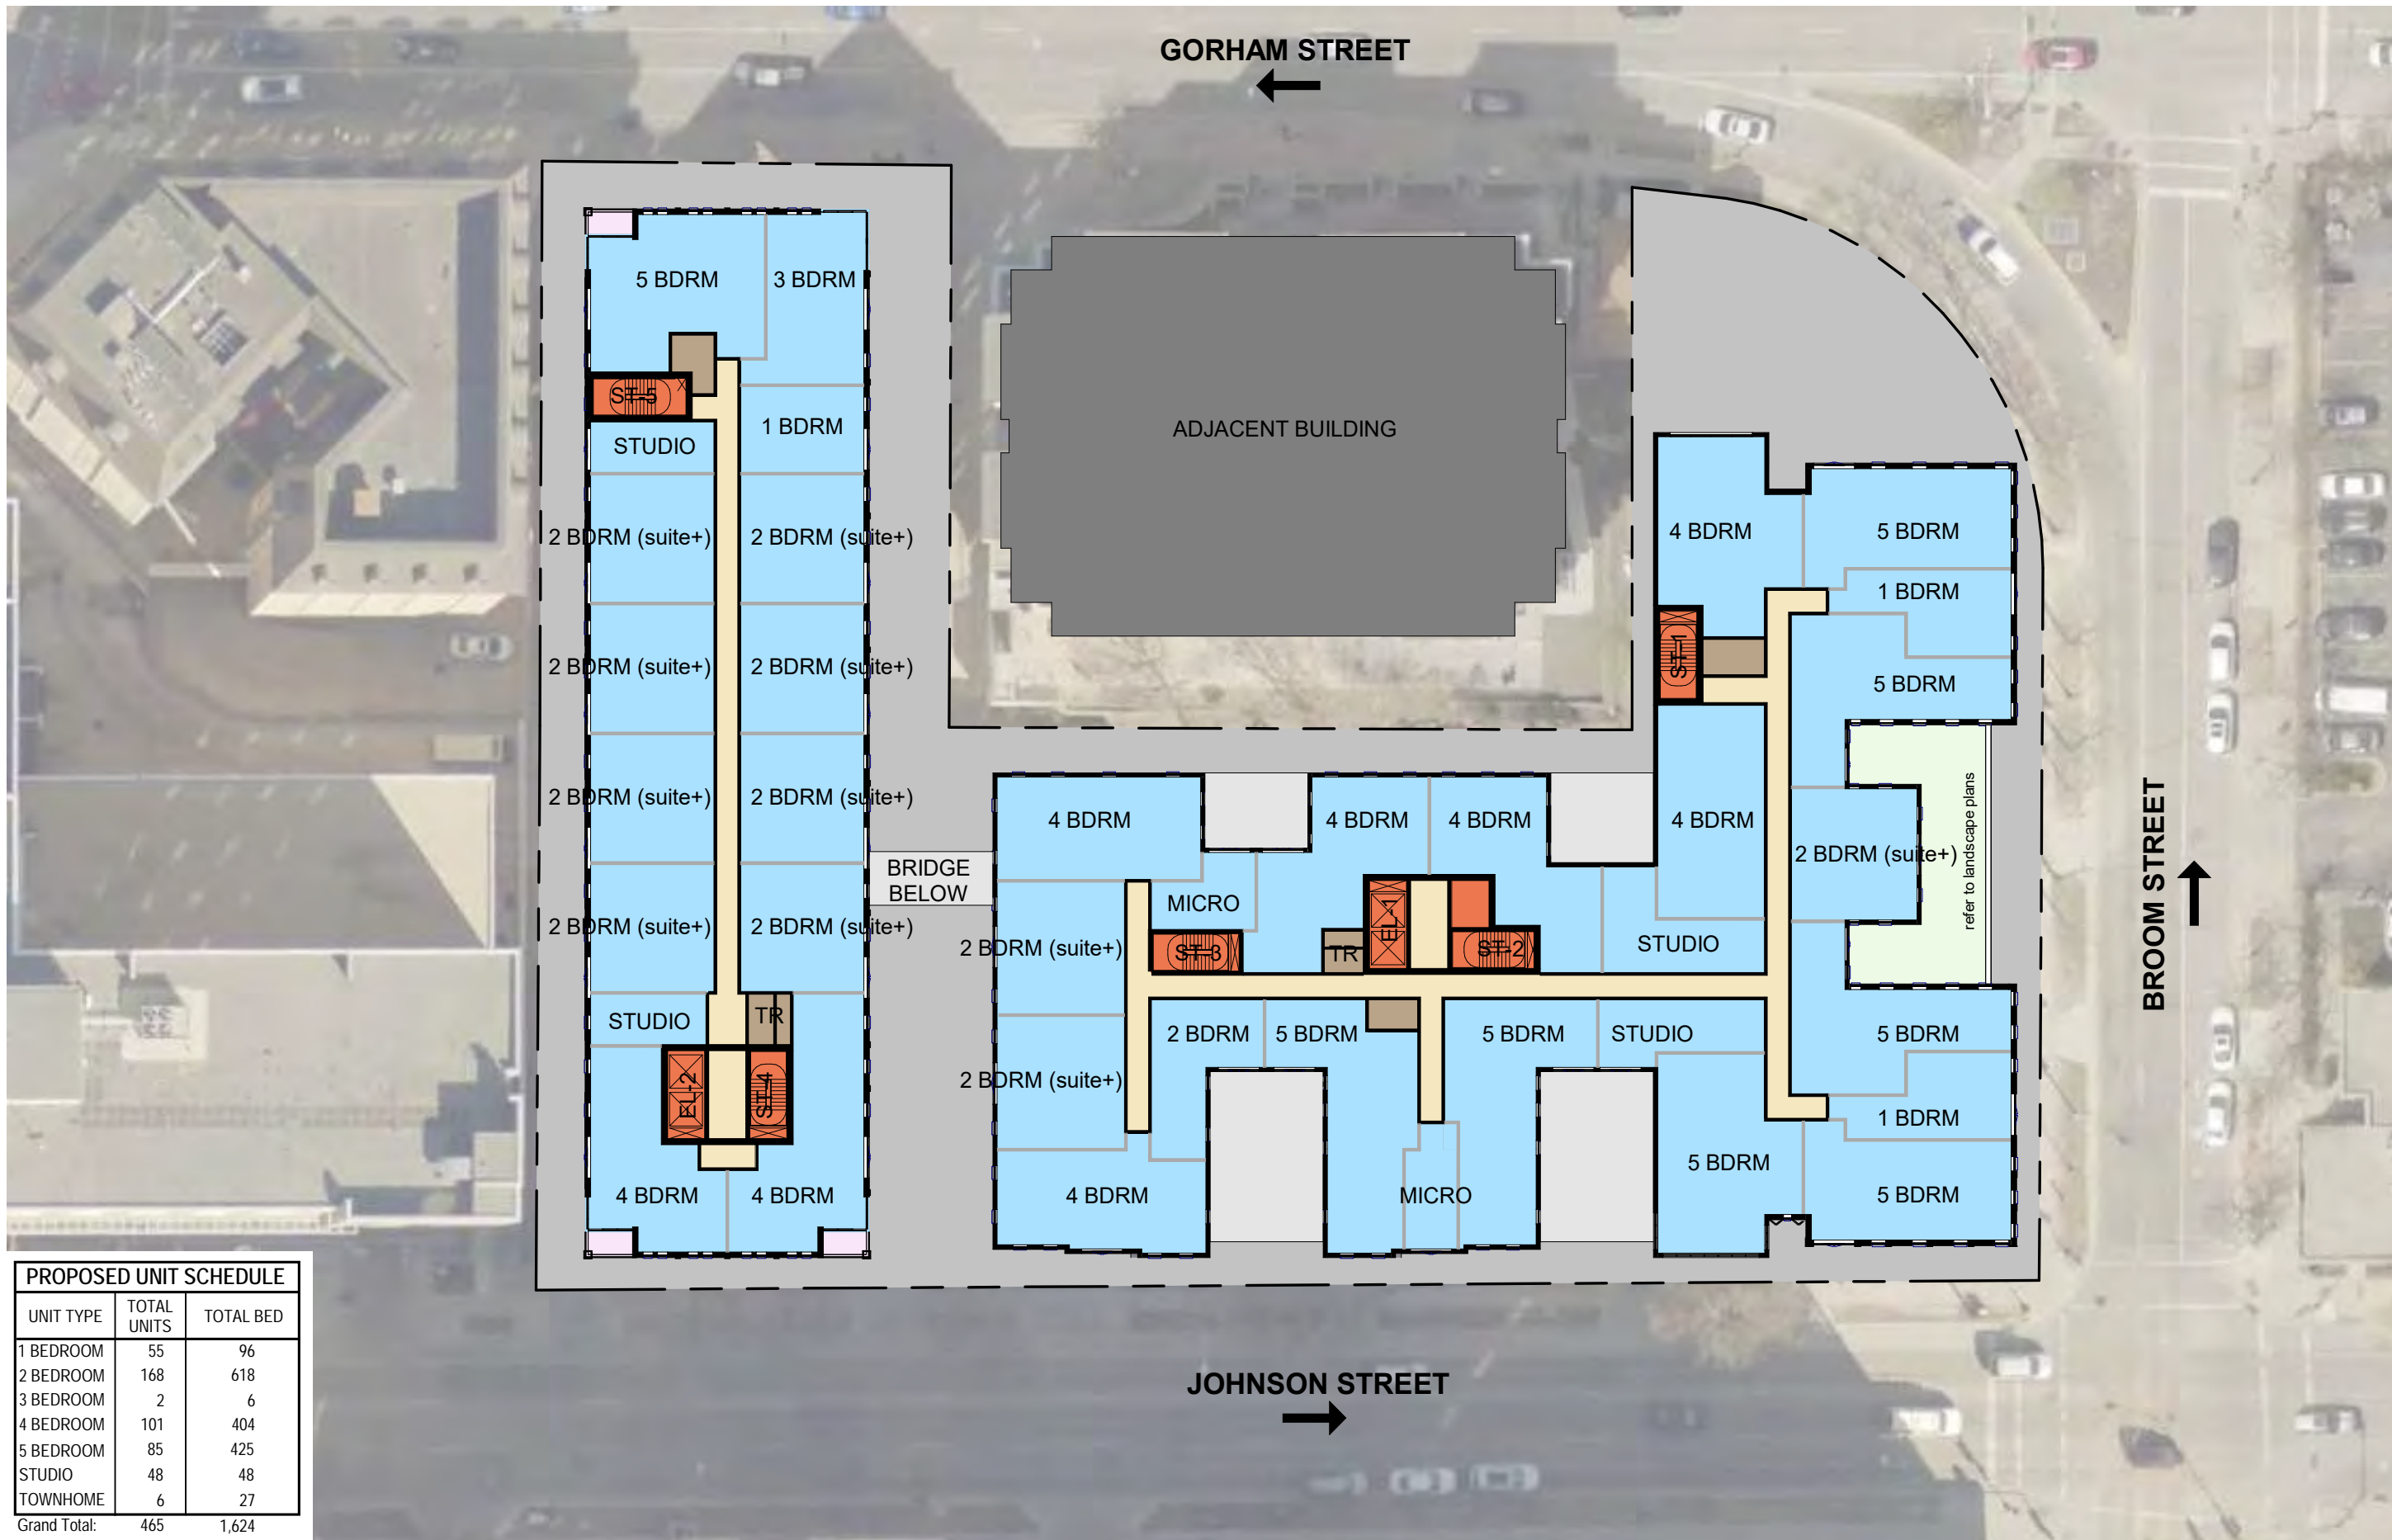 GORHAM STREET
5 BDRM
3 BDRM
ST-5
STUDIO
1 BDRM
2 BDRM (suite+)
2 BDRM (suite+)
2 BDRM (suite+)
2 BDRM (suite+)
2 BDRM (suite+)
2 BDRM (suite+)
2 BDRM (suite+)
2 BDRM (suite+)
STUDIO
TR
EL-2
ST-4
4 BDRM
4 BDRM
BRIDGE
BELOW
ADJACENT BUILDING
4 BDRM
5 BDRM
1 BDRM
ST-1
5 BDRM
4 BDRM
4 BDRM
4 BDRM
4 BDRM
2 BDRM (suite+)
refer to landscape plans
MICRO
EL-1
2 BDRM (suite+)
ST-3
TR
ST-2
STUDIO
2 BDRM
5 BDRM
5 BDRM
STUDIO
5 BDRM
2 BDRM (suite+)
1 BDRM
5 BDRM
4 BDRM
MICRO
5 BDRM
BROOM STREET
JOHNSON STREET
PROPOSED UNIT SCHEDULE
UNIT TYPE TOTAL UNITS TOTAL BED
1 BEDROOM 55 96
2 BEDROOM 168 618
3 BEDROOM 2 6
4 BEDROOM 101 404
5 BEDROOM 85 425
STUDIO 48 48
TOWNHOME 6 27
Grand Total: 465 1,624